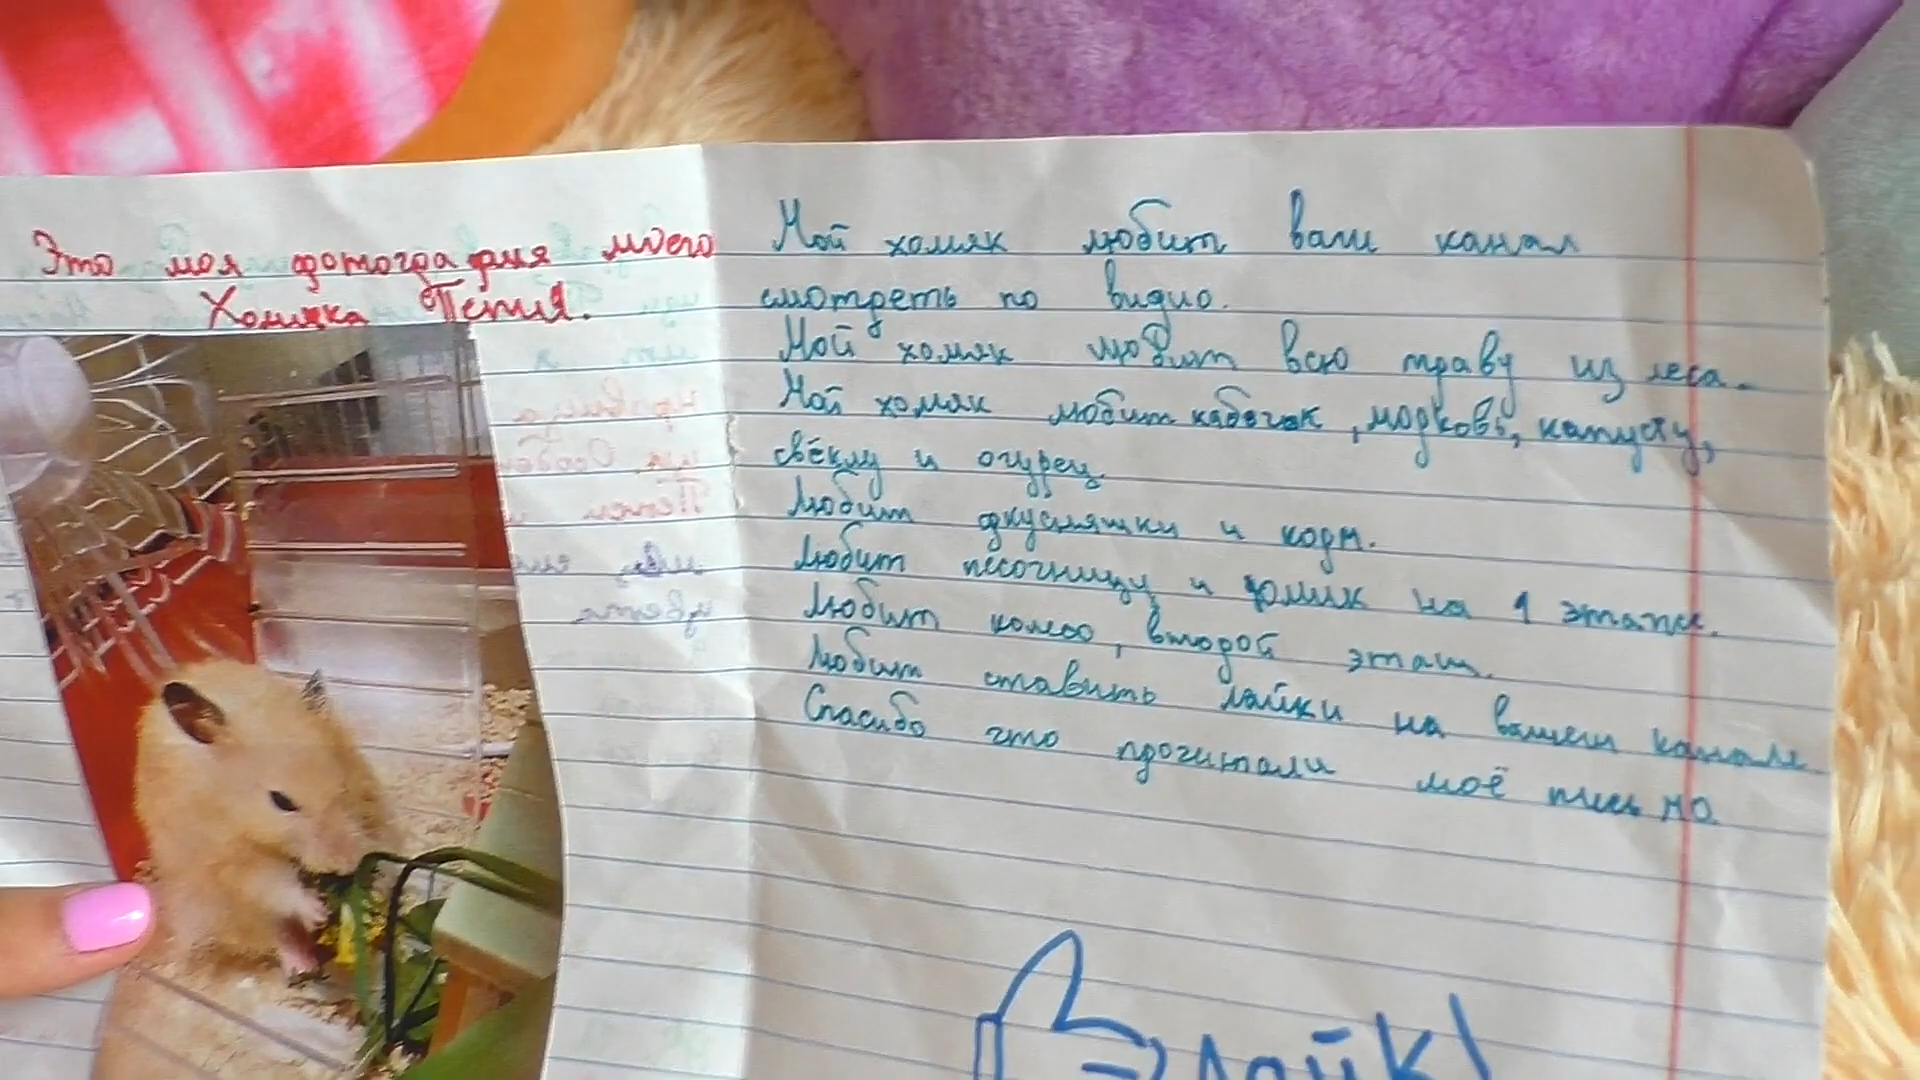 Это моя фотография моего
Хомяка Пепия.
Мой хомяк любит ваш канал
смотреть по видио.
Мой хомяк любит всю траву из леса.
Мой хомяк любит кабачок, морковь, капусту,
свёклу и огурец.
Любит вкусняшки и корм.
Любит песочницу и домик на 1 этаже.
Любит колесо, второй этаж.
Любит ставить лайки на вашем канале
Спасибо что прочитали моё письмо
Лайк!